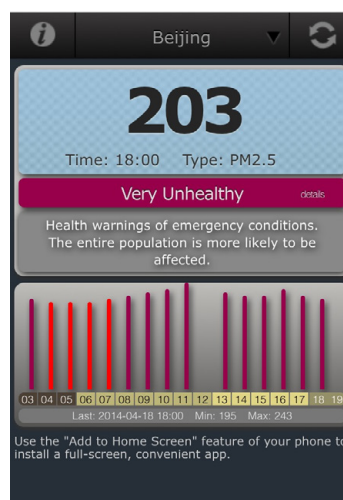 i
Beijing
203
Time: 18:00 Type: PM2.5
Very Unhealthy details
Health warnings of emergency conditions.
The entire population is more likely to be
affected.
03 04 05 06 07 08 09 10 11 12 13 14 15 16 17 18 19
Last: 2014-04-18 18:00 Min: 195 Max: 243
Use the "Add to Home Screen" feature of your phone to
install a full-screen, convenient app.